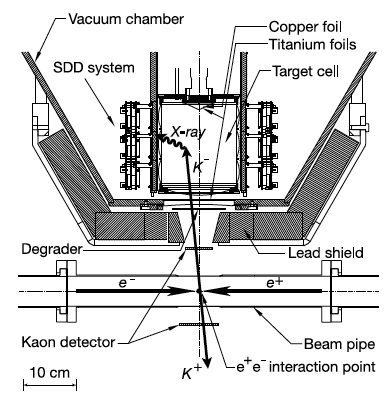 Vacuum chamber
Copper foil
Titanium foils
SDD system
Target cell
X-ray
K⁻
Degrader
Lead shield
e⁻
e+
Kaon detector
Beam pipe
K⁺
e⁺e⁻ interaction point
10 cm